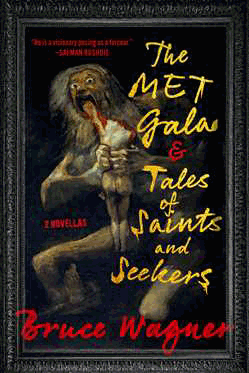 "He is a visionary posing as a farceur."
—SALMAN RUSHDIE
The
MET
Gala
&
Tales
of
Saints
and
Seekers
2 NOVELLAS
Bruce Wagner